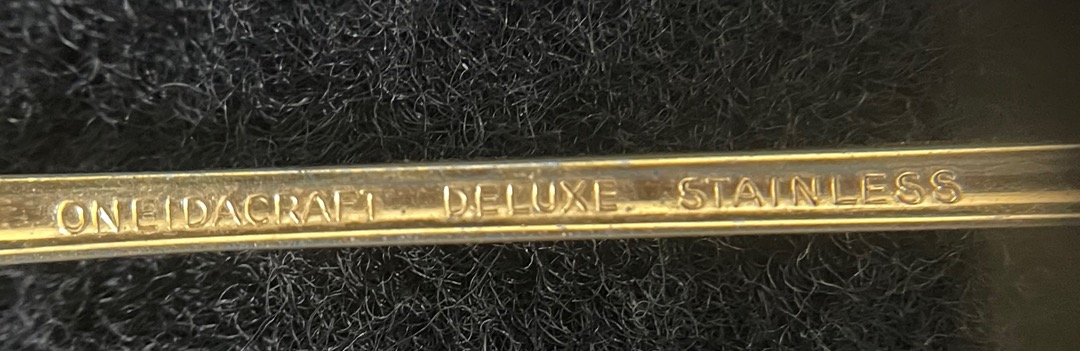 ONEIDACRAFT DELUXE STAINLESS